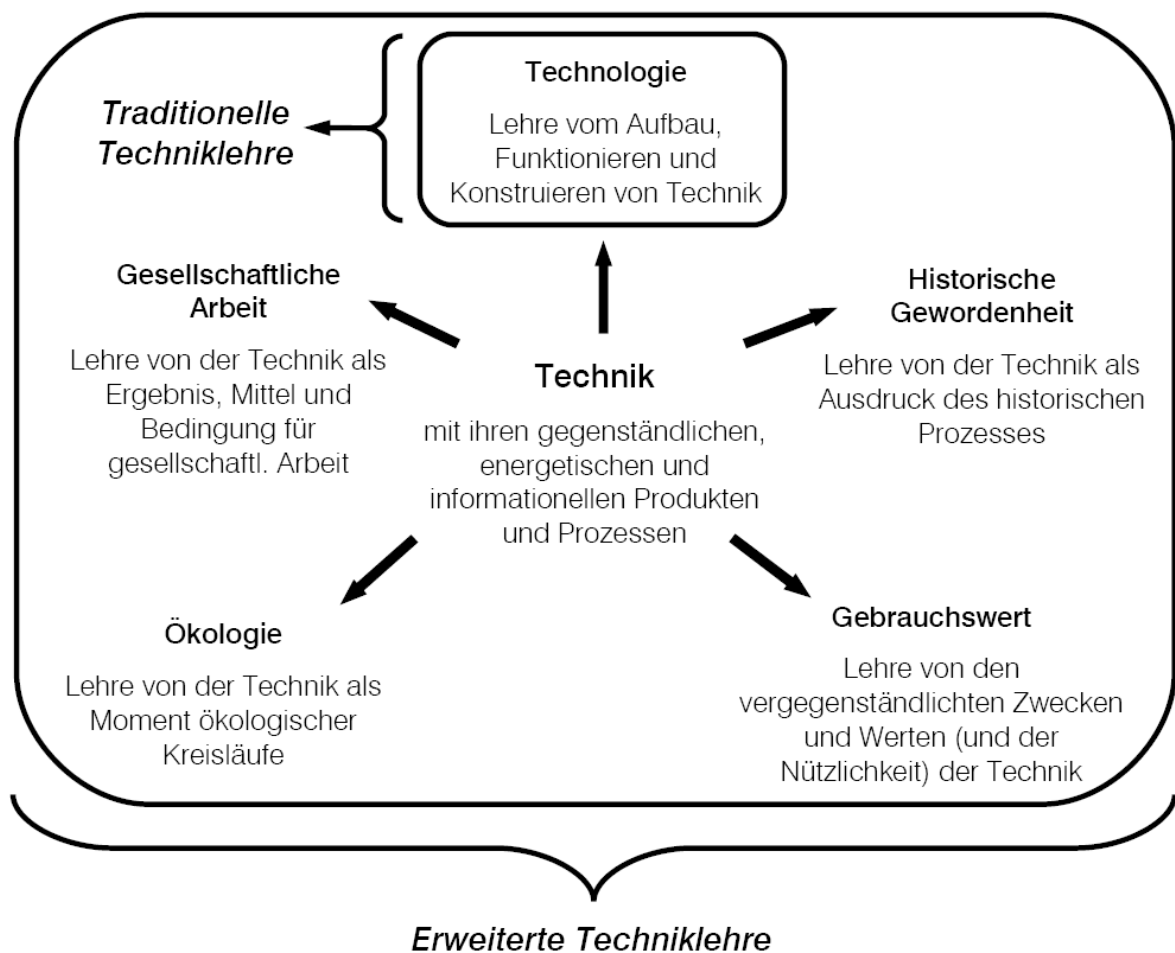 Technologie
Lehre vom Aufbau,
Funktionieren und
Konstruieren von Technik
Traditionelle
Techniklehre
Gesellschaftliche
Arbeit
Lehre von der Technik als
Ergebnis, Mittel und
Bedingung für
gesellschaftl. Arbeit
Historische
Gewordenheit
Lehre von der Technik als
Ausdruck des historischen
Prozesses
Technik
mit ihren gegenständlichen,
energetischen und
informationellen Produkten
und Prozessen
Ökologie
Lehre von der Technik als
Moment ökologischer
Kreisläufe
Gebrauchswert
Lehre von den
vergegenständlichten Zwecken
und Werten (und der
Nützlichkeit) der Technik
Erweiterte Techniklehre